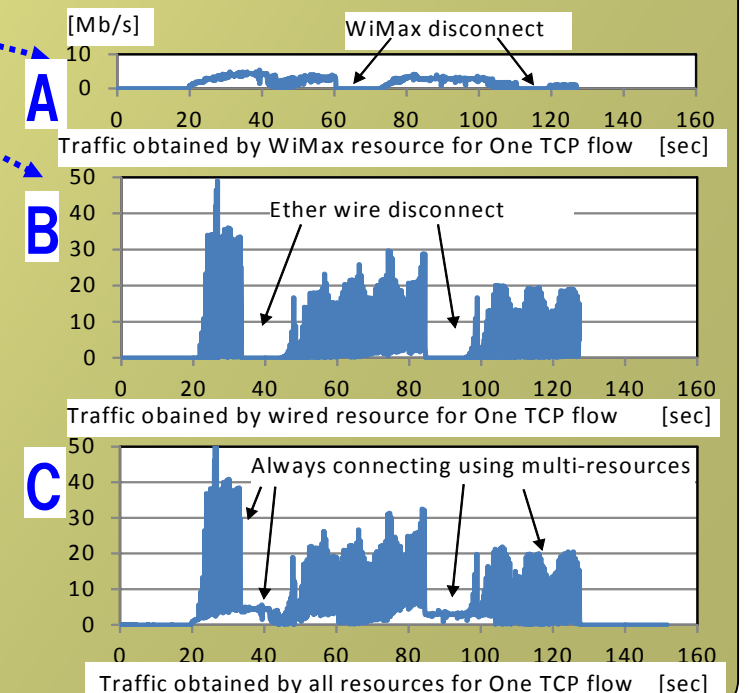 [Mb/s]
WiMax disconnect
A
10
0
0 20 40 60 80 100 120 140 160
Traffic obtained by WiMax resource for One TCP flow [sec]
B
50
40
30
20
10
0
Ether wire disconnect
0 20 40 60 80 100 120 140 160
Traffic obained by wired resource for One TCP flow [sec]
C
50
40
30
20
10
0
Always connecting using multi-resources
0 20 40 60 80 100 120 140 160
Traffic obtained by all resources for One TCP flow [sec]